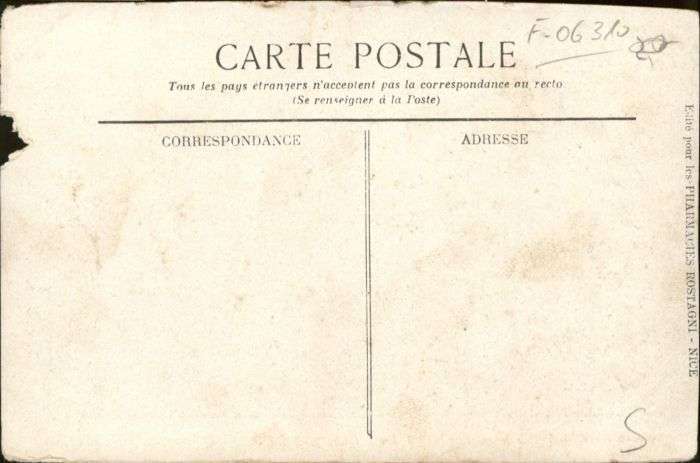 F-06310
CARTE POSTALE
Tous les pays étrangers n'acceptent pas la correspondance au recto
(Se renseigner à la Poste)
CORRESPONDANCE
ADRESSE
Edité pour les PHARMACIES ROSTAGNI - NICE
S